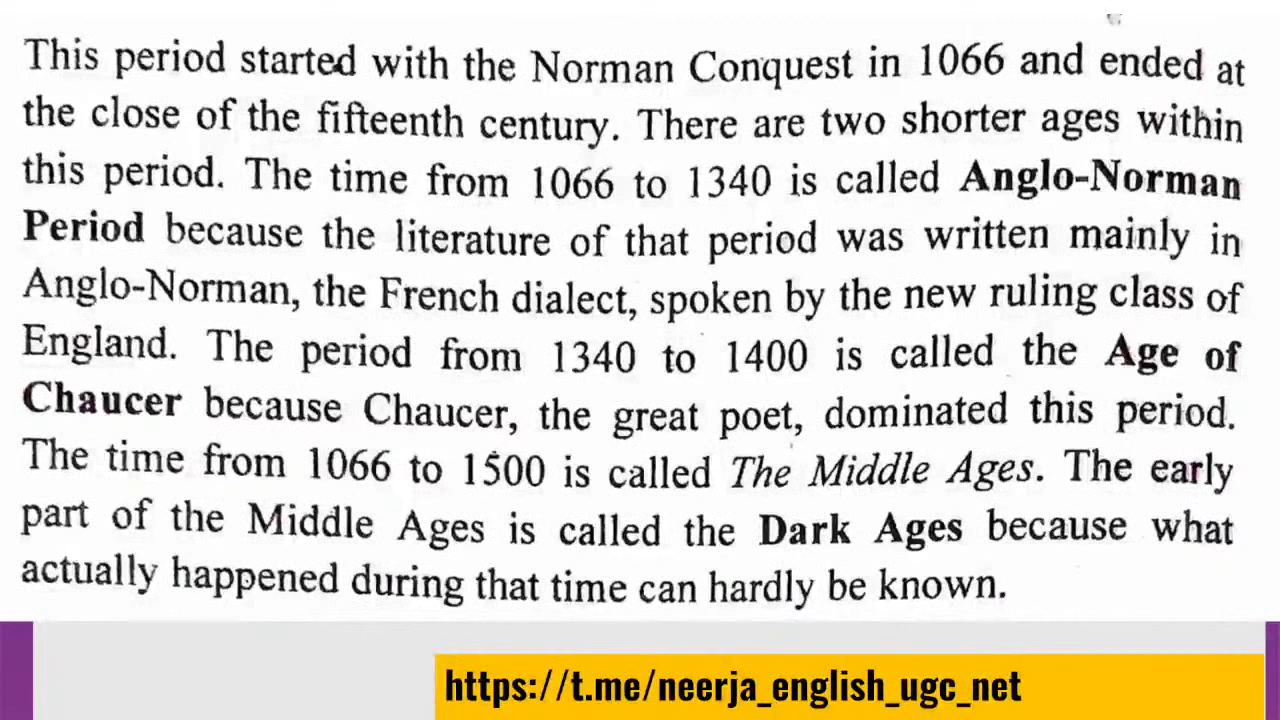 This period started with the Norman Conquest in 1066 and ended at
the close of the fifteenth century. There are two shorter ages within
this period. The time from 1066 to 1340 is called Anglo-Norman
Period because the literature of that period was written mainly in
Anglo-Norman, the French dialect, spoken by the new ruling class of
England. The period from 1340 to 1400 is called the Age of
Chaucer because Chaucer, the great poet, dominated this period.
The time from 1066 to 1500 is called The Middle Ages. The early
part of the Middle Ages is called the Dark Ages because what
actually happened during that time can hardly be known.
https://t.me/neerja_english_ugc_net